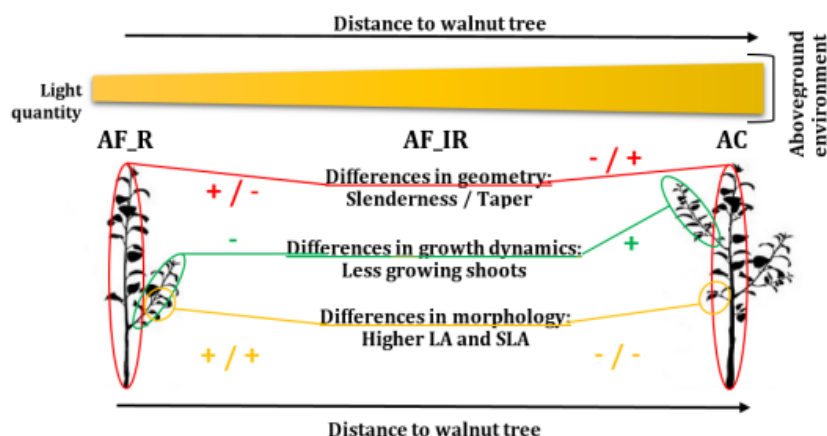 Distance to walnut tree
Light
quantity
Aboveground
environment
AF_R
AF_IR
AC
Differences in geometry:
Slenderness / Taper
+ / -
- / +
Differences in growth dynamics:
Less growing shoots
-
+
Differences in morphology:
Higher LA and SLA
+ / +
- / -
Distance to walnut tree